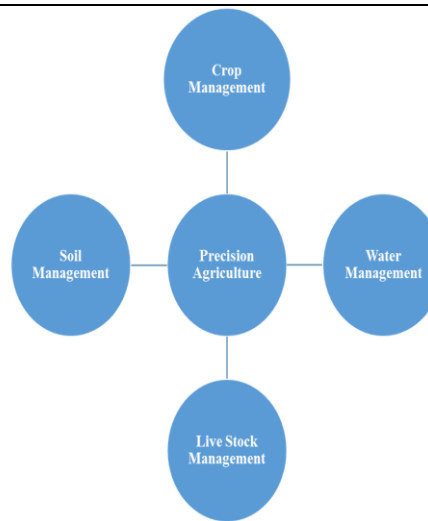 Crop
Management
Soil
Management
Precision
Agriculture
Water
Management
Live Stock
Management